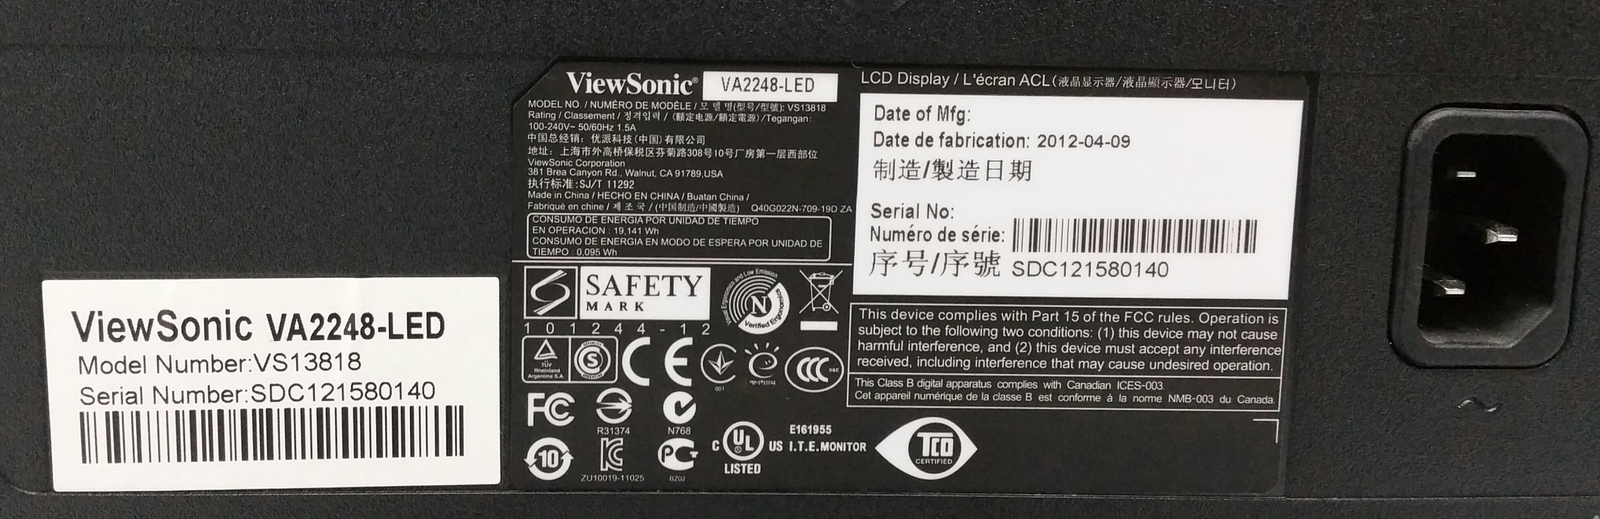 ViewSonic VA2248-LED
Model Number:VS13818
Serial Number:SDC121580140
ViewSonic® VA2248-LED
MODEL NO. / NUMÉRO DE MODÈLE / 모 델 명(型号/型號): VS13818
Rating / Classement / 정격입력 / (額定电源/額定電源) /Tegangan:
100-240V~ 50/60Hz 1.5A
中国总经销: 优派科技(中国)有限公司
地址: 上海市外高桥保税区芬菊路308号10号厂房第一层西部位
ViewSonic Corporation
381 Brea Canyon Rd., Walnut, CA 91789,USA
执行标准:SJ/T 11292
Made in China / HECHO EN CHINA / Buatan China /
Fabriqué en chine / 제 조 국 / (中国制造/中國製造) Q40G022N-709-19D ZA
CONSUMO DE ENERGIA POR UNIDAD DE TIEMPO
EN OPERACION : 19,141 Wh
CONSUMO DE ENERGIA EN MODO DE ESPERA POR UNIDAD DE
TIEMPO : 0,095 Wh
SAFETY
MARK
101244-12
N
Verified Ergonomics
TÜV
Rheinland
Argentina S.A.
S
CE
001
CCC
FC
R31374
N768
10
ZU10019-11025
PC
BZ02
C UL US
LISTED
E161955
I.T.E.MONITOR
TCO
CERTIFIED
LCD Display / L'écran ACL(液晶显示器/液晶顯示器/모니터)
Date of Mfg:
Date de fabrication: 2012-04-09
制造/製造日期
Serial No:
Numéro de série:
序号/序號 SDC121580140
This device complies with Part 15 of the FCC rules. Operation is
subject to the following two conditions: (1) this device may not cause
harmful interference, and (2) this device must accept any interference
received, including interference that may cause undesired operation.
This Class B digital apparatus complies with Canadian ICES-003.
Cet appareil numérique de la classe B est conforme à la norme NMB-003 du Canada.
~